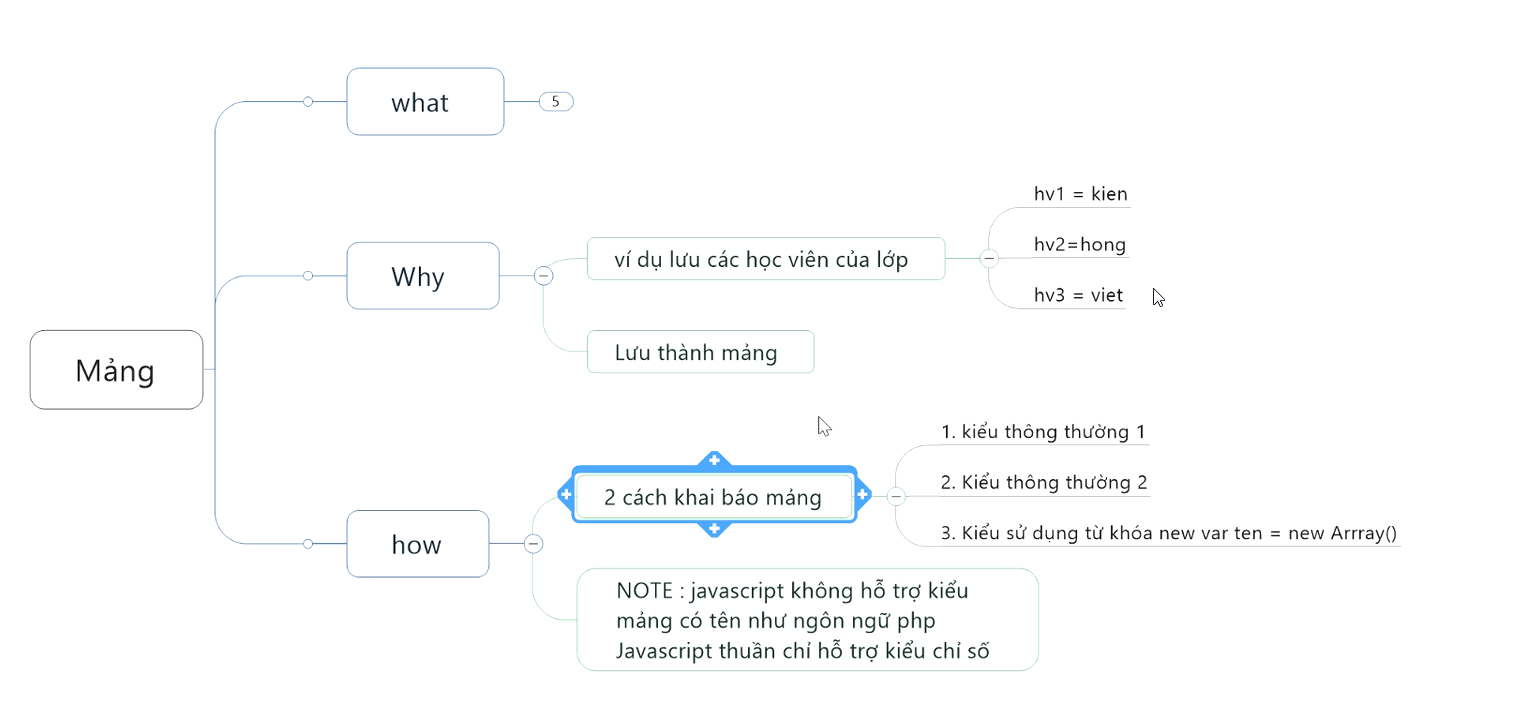 Mảng
what
5
Why
ví dụ lưu các học viên của lớp
hv1 = kien
hv2=hong
hv3 = viet
Lưu thành mảng
how
2 cách khai báo mảng
1. kiểu thông thường 1
2. Kiểu thông thường 2
3. Kiểu sử dụng từ khóa new var ten = new Arrray()
NOTE : javascript không hỗ trợ kiểu
mảng có tên như ngôn ngữ php
Javascript thuần chỉ hỗ trợ kiểu chỉ số